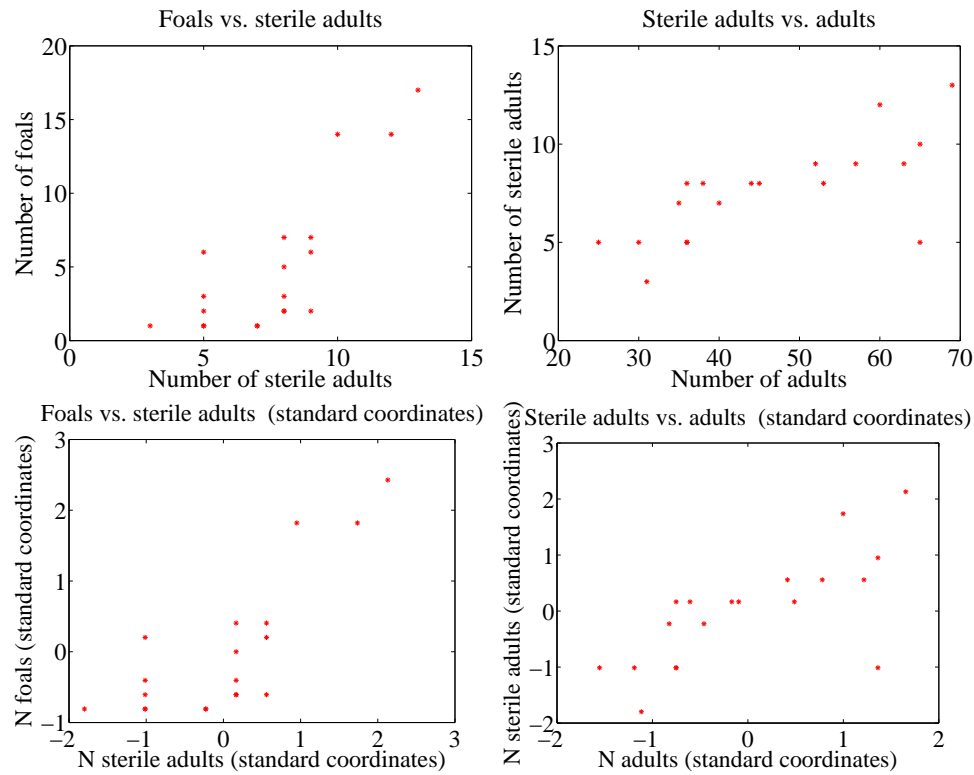 Foals vs. sterile adults
20
15
10
5
0
0 5 10 15
Number of foals
Number of sterile adults
Sterile adults vs. adults
15
10
5
0
20 30 40 50 60 70
Number of sterile adults
Number of adults
Foals vs. sterile adults (standard coordinates)
3
2
1
0
−1
−2 −1 0 1 2 3
N foals (standard coordinates)
N sterile adults (standard coordinates)
Sterile adults vs. adults (standard coordinates)
3
2
1
0
−1
−2
−2 −1 0 1 2
N sterile adults (standard coordinates)
N adults (standard coordinates)